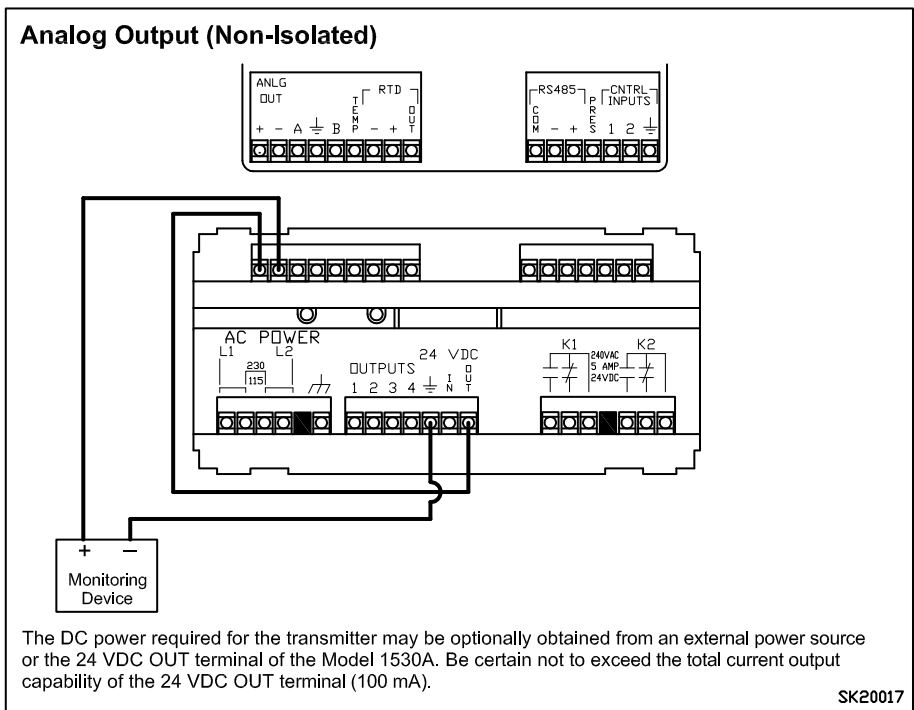 Analog Output (Non-Isolated)
ANLG
OUT
TEMP
RTD
OUT
+ - A B - +
RS485
COM
- +
PRES
CNTRL
INPUTS
1 2
AC POWER
L1 L2
230
115
24 VDC
OUTPUTS
1 2 3 4
IN
OUT
K1 K2
240VAC
5 AMP
24VDC
+ −
Monitoring
Device
The DC power required for the transmitter may be optionally obtained from an external power source
or the 24 VDC OUT terminal of the Model 1530A. Be certain not to exceed the total current output
capability of the 24 VDC OUT terminal (100 mA).
SK20017